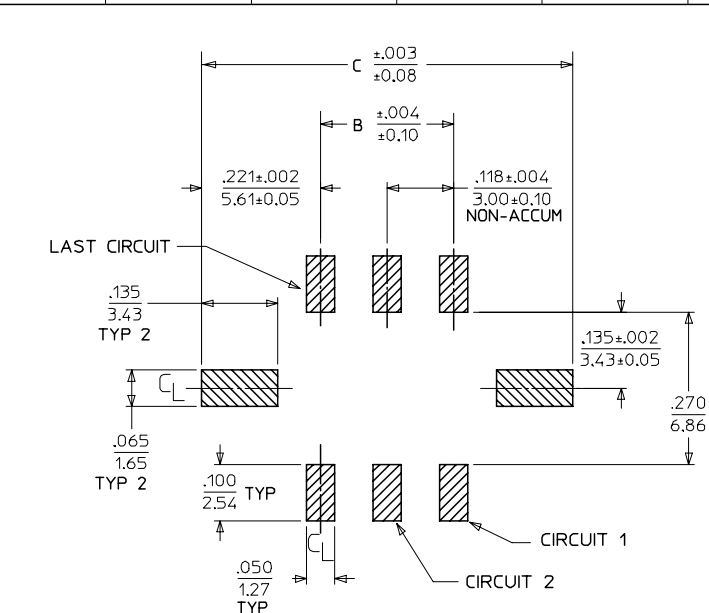 C ±.003
±0.08
B ±.004
±0.10
.221±.002
5.61±0.05
.118±.004
3.00±0.10
NON-ACCUM
LAST CIRCUIT
.135
3.43
TYP 2
.135±.002
3.43±0.05
CL
.270
6.86
.065
1.65
TYP 2
.100
2.54
TYP
CL
CIRCUIT 1
.050
1.27
TYP
CIRCUIT 2